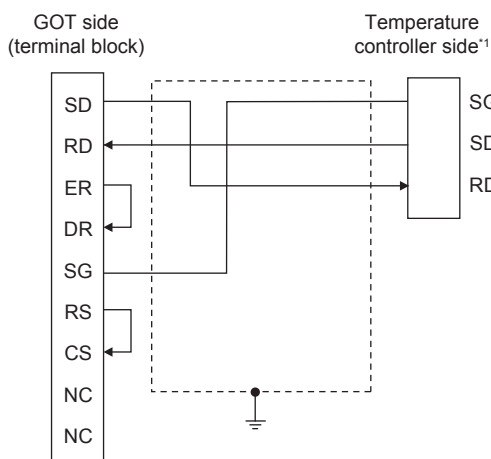 GOT side
(terminal block)
Temperature
controller side*1
SD
RD
ER
DR
SG
RS
CS
NC
NC
SD
RD